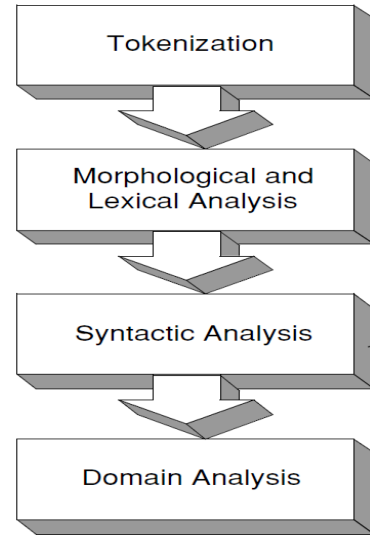 Tokenization
Morphological and
Lexical Analysis
Syntactic Analysis
Domain Analysis